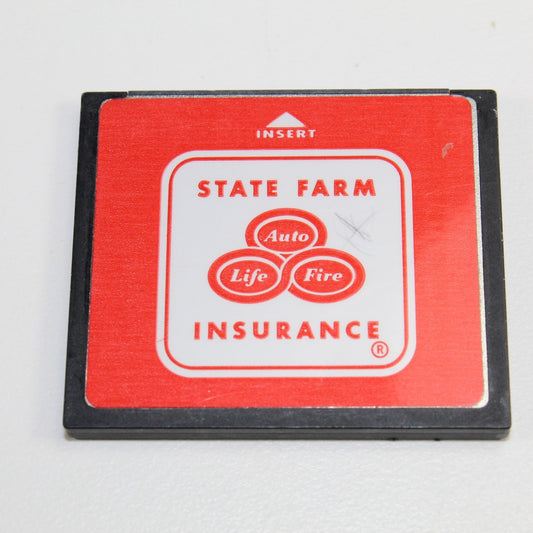 INSERT
STATE FARM
Auto
Life Fire
INSURANCE
®